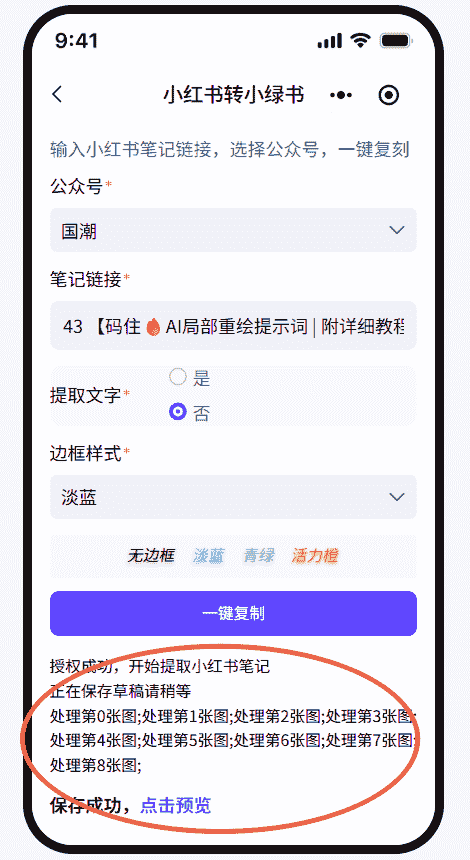 9:41
小红书转小绿书
输入小红书笔记链接，选择公众号，一键复刻
公众号*
国潮
笔记链接*
43 【码住🔥AI局部重绘提示词 | 附详细教程
提取文字*
是
否
边框样式*
淡蓝
无边框 淡蓝 青绿 活力橙
一键复制
授权成功，开始提取小红书笔记
正在保存草稿请稍等
处理第0张图;处理第1张图;处理第2张图;处理第3张图;
处理第4张图;处理第5张图;处理第6张图;处理第7张图;
处理第8张图;
保存成功，点击预览